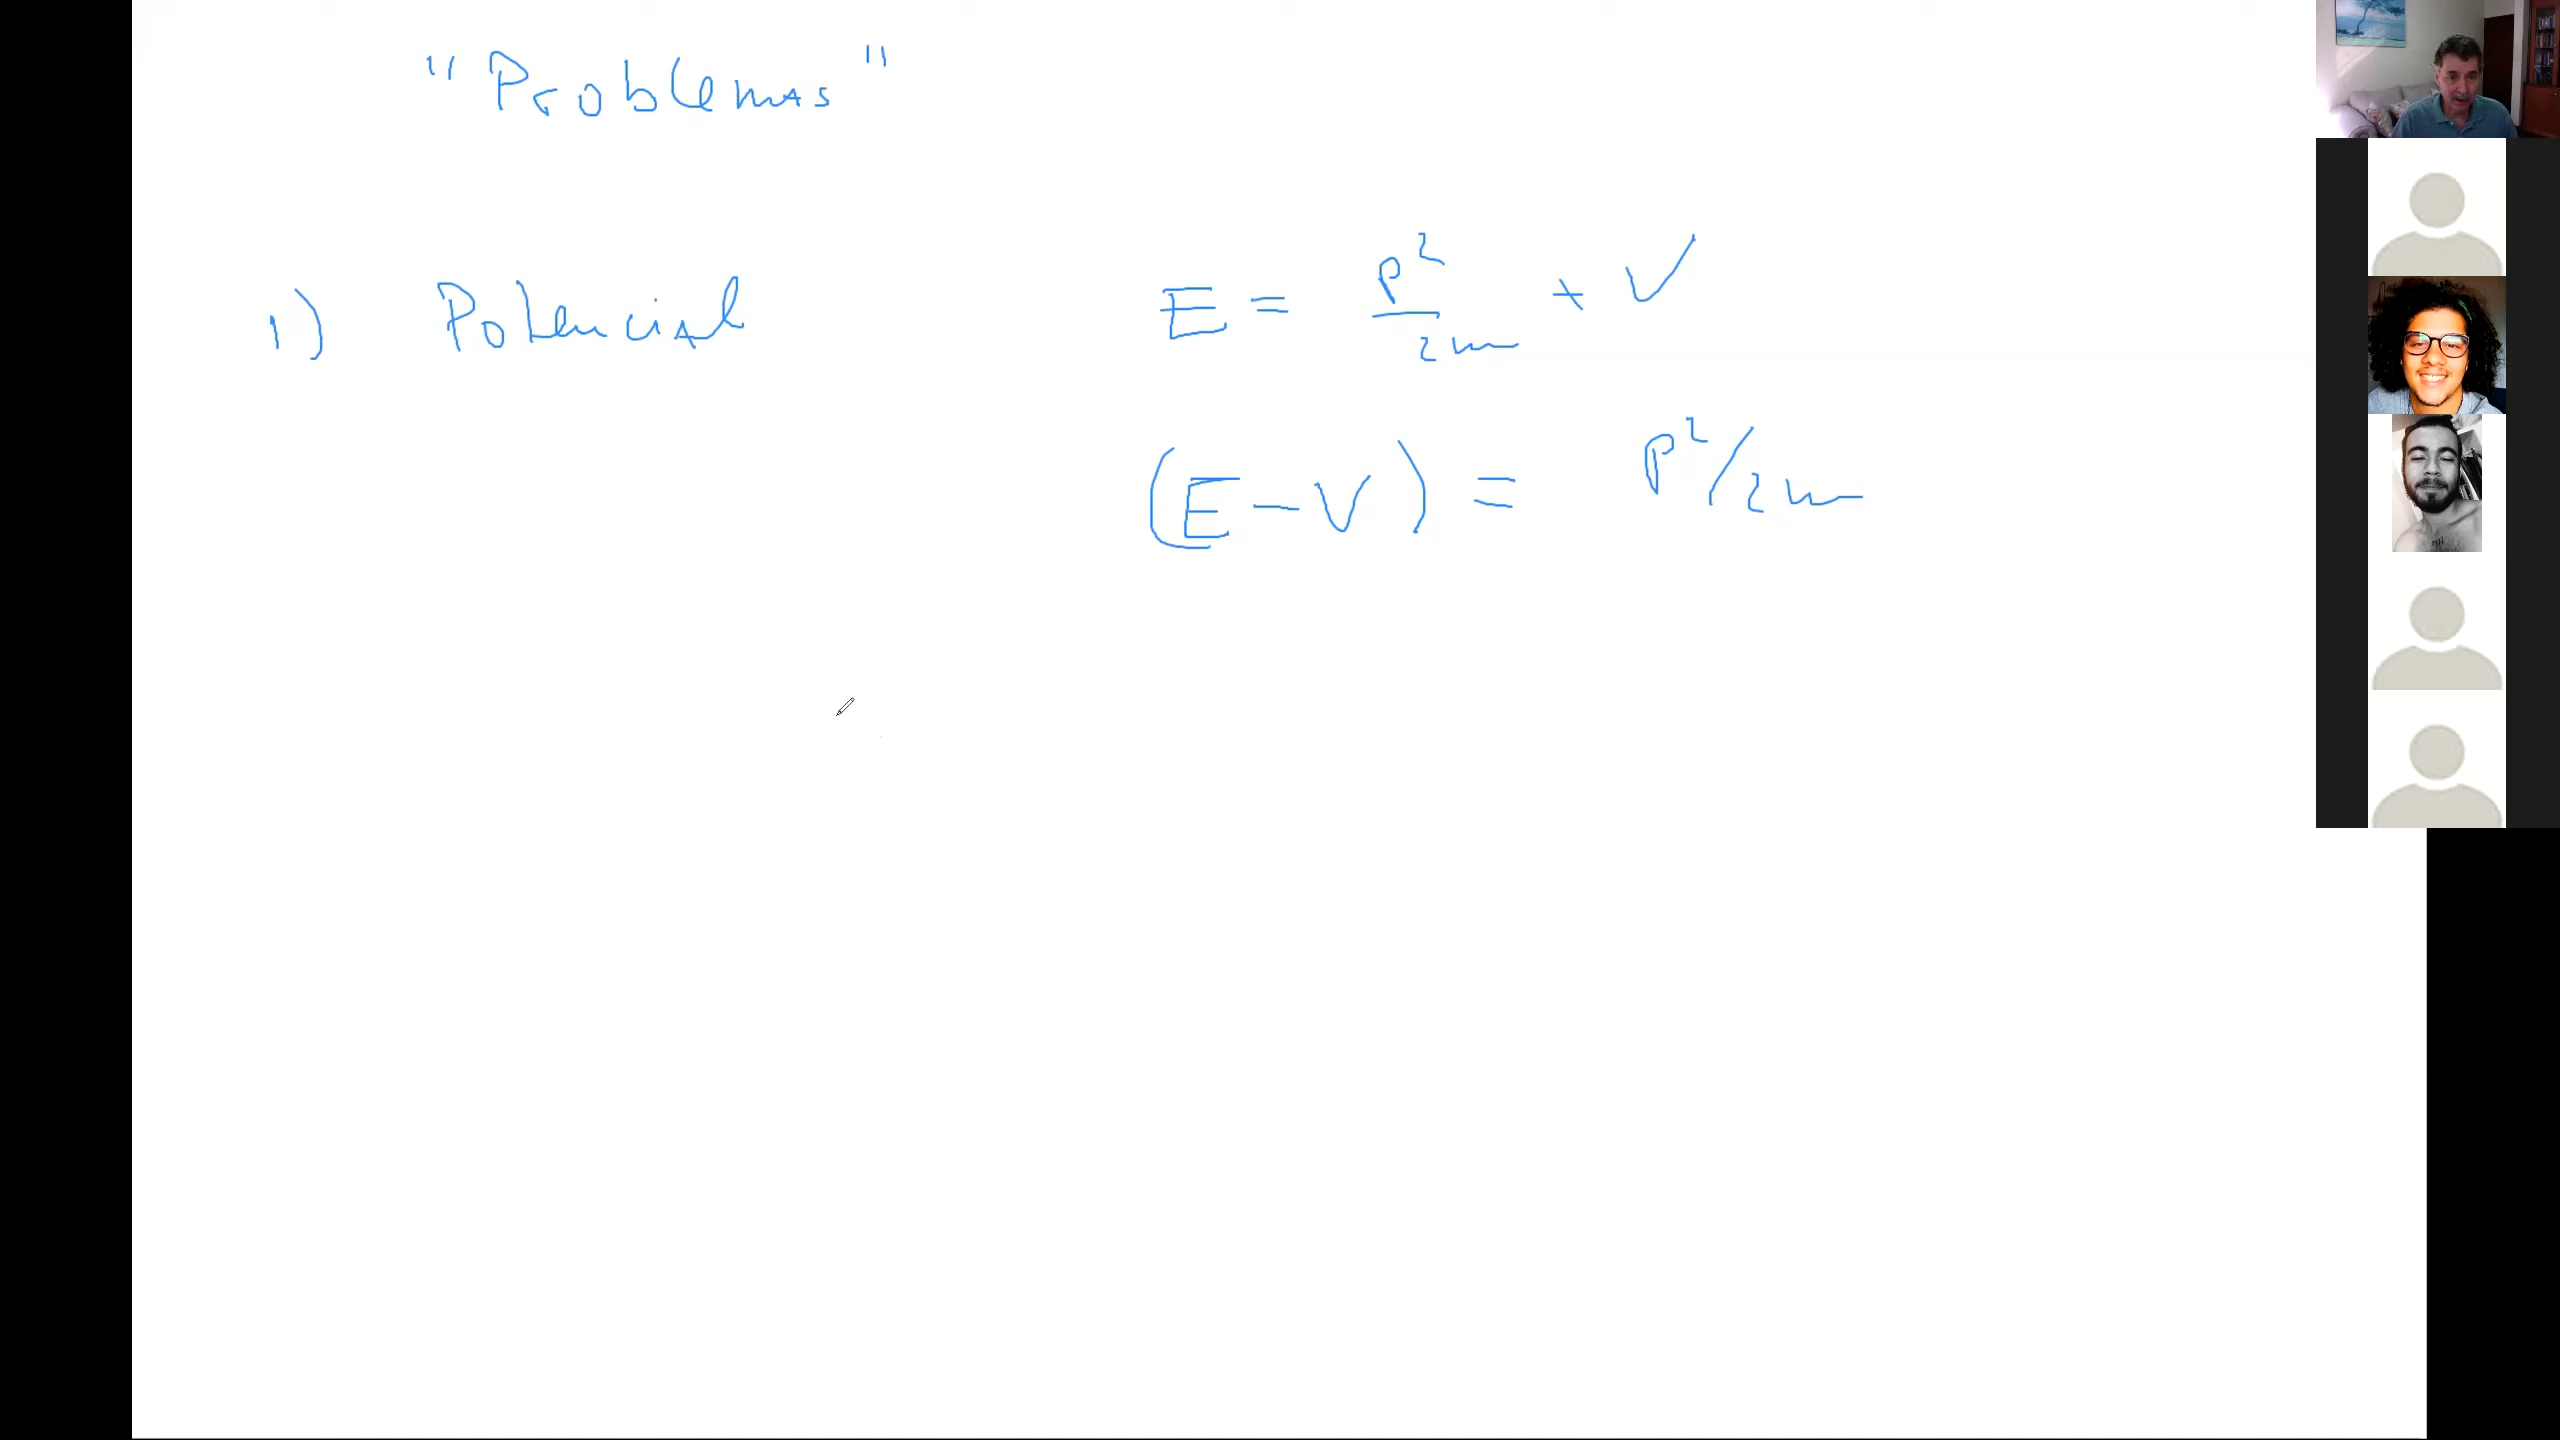 "Problemas"
1) Potencial
E = p²/2m + V
(E - V) = p²/2m